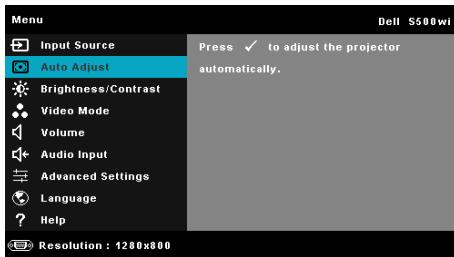 Menu
Dell S500wi
Input Source
Auto Adjust
Brightness/Contrast
Video Mode
Volume
Audio Input
Advanced Settings
Language
Help
Press ✓ to adjust the projector
automatically.
Resolution : 1280x800